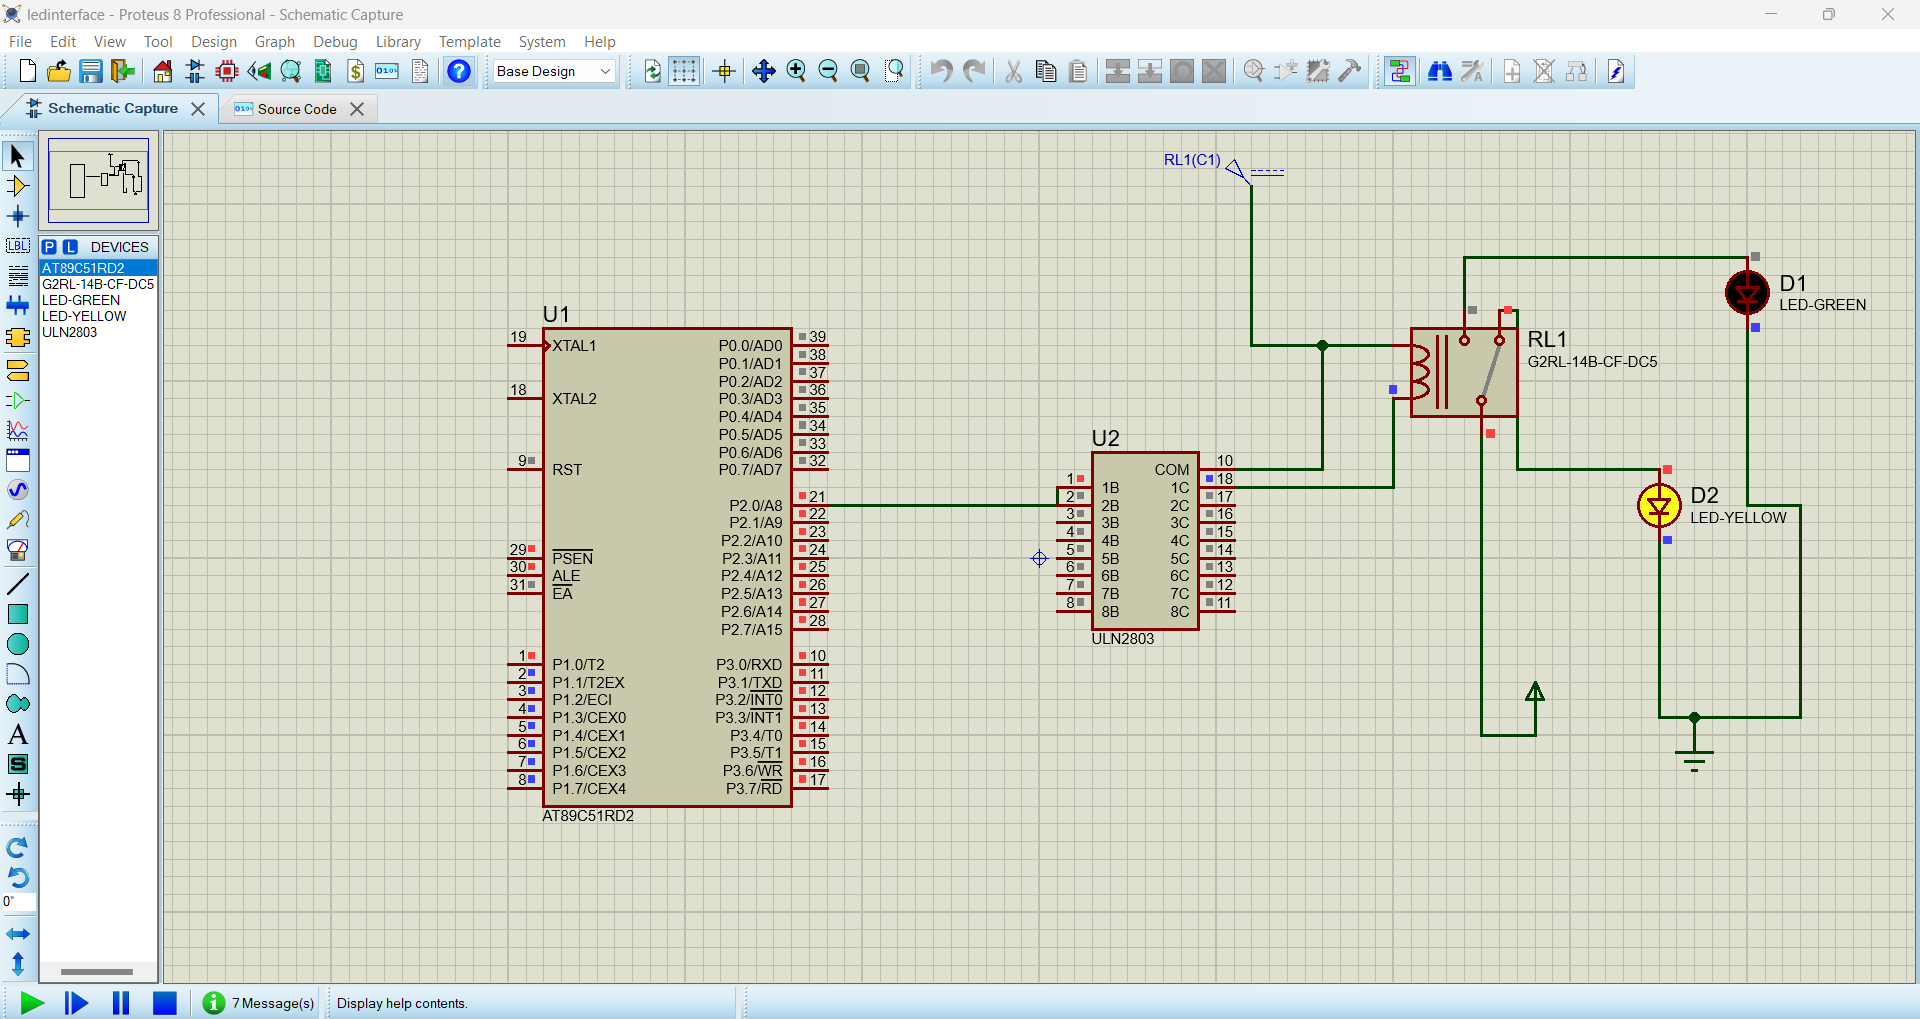 ledinterface - Proteus 8 Professional - Schematic Capture
File Edit View Tool Design Graph Debug Library Template System Help
Base Design
Schematic Capture
Source Code
P L DEVICES
AT89C51RD2
G2RL-14B-CF-DC5
LED-GREEN
LED-YELLOW
ULN2803
LBL
A
S
0°
RL1(C1)
U1
19 XTAL1
18 XTAL2
9 RST
29 PSEN
30 ALE
31 EA
1 P1.0/T2
2 P1.1/T2EX
3 P1.2/ECI
4 P1.3/CEX0
5 P1.4/CEX1
6 P1.5/CEX2
7 P1.6/CEX3
8 P1.7/CEX4
P0.0/AD0 39
P0.1/AD1 38
P0.2/AD2 37
P0.3/AD3 36
P0.4/AD4 35
P0.5/AD5 34
P0.6/AD6 33
P0.7/AD7 32
P2.0/A8 21
P2.1/A9 22
P2.2/A10 23
P2.3/A11 24
P2.4/A12 25
P2.5/A13 26
P2.6/A14 27
P2.7/A15 28
P3.0/RXD 10
P3.1/TXD 11
P3.2/INT0 12
P3.3/INT1 13
P3.4/T0 14
P3.5/T1 15
P3.6/WR 16
P3.7/RD 17
AT89C51RD2
U2
COM 10
1 1B 1C 18
2 2B 2C 17
3 3B 3C 16
4 4B 4C 15
5 5B 5C 14
6 6B 6C 13
7 7B 7C 12
8 8B 8C 11
ULN2803
RL1
G2RL-14B-CF-DC5
D1
LED-GREEN
D2
LED-YELLOW
7 Message(s)
Display help contents.